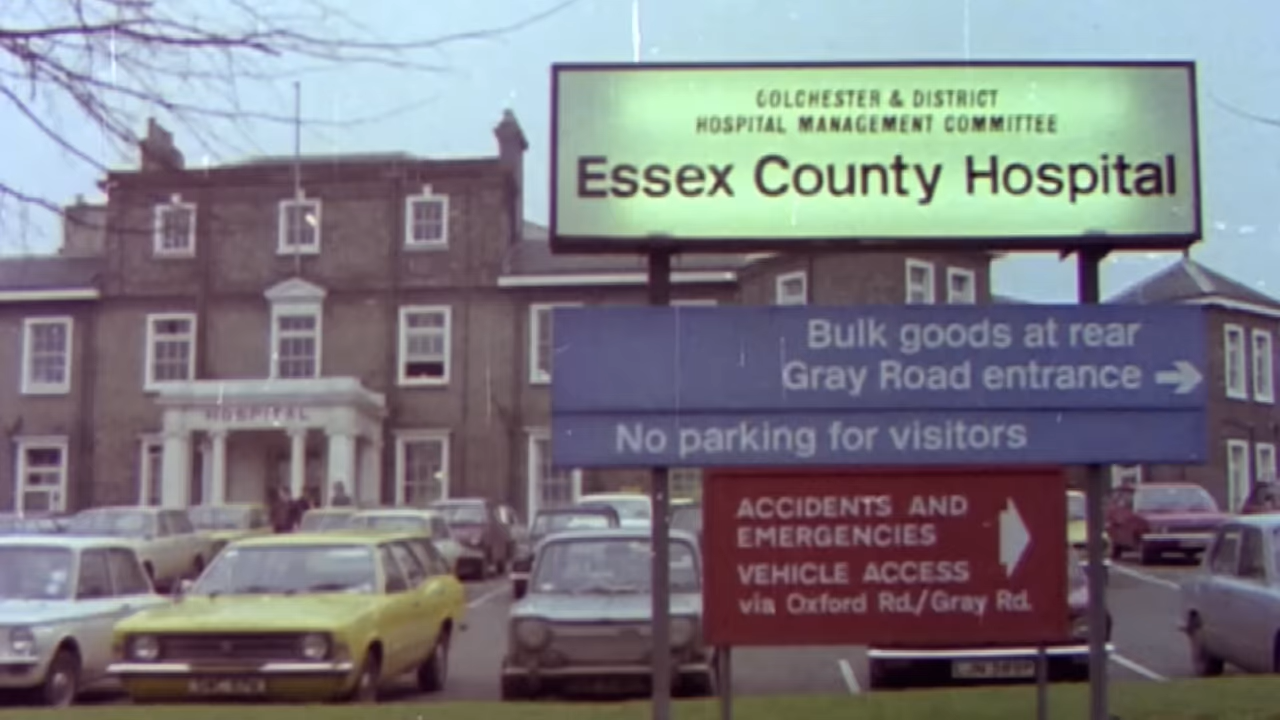 COLCHESTER & DISTRICT
HOSPITAL MANAGEMENT COMMITTEE
Essex County Hospital
Bulk goods at rear
Gray Road entrance
No parking for visitors
HOSPITAL
ACCIDENTS AND
EMERGENCIES
VEHICLE ACCESS
via Oxford Rd./Gray Rd.